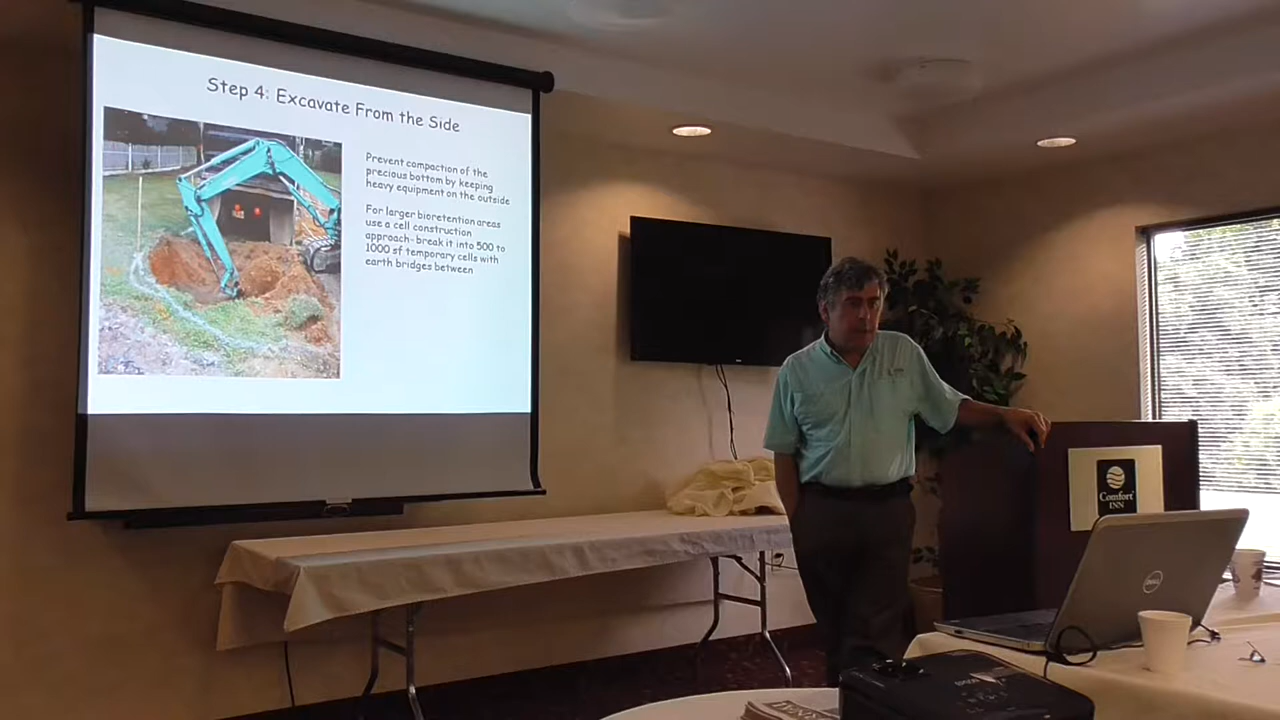 Step 4: Excavate From the Side
Prevent compaction of the
precious bottom by keeping
heavy equipment on the outside
For larger bioretention areas
use a cell construction
approach- break it into 500 to
1000 sf temporary cells with
earth bridges between
Comfort
INN
DELL
EPSON